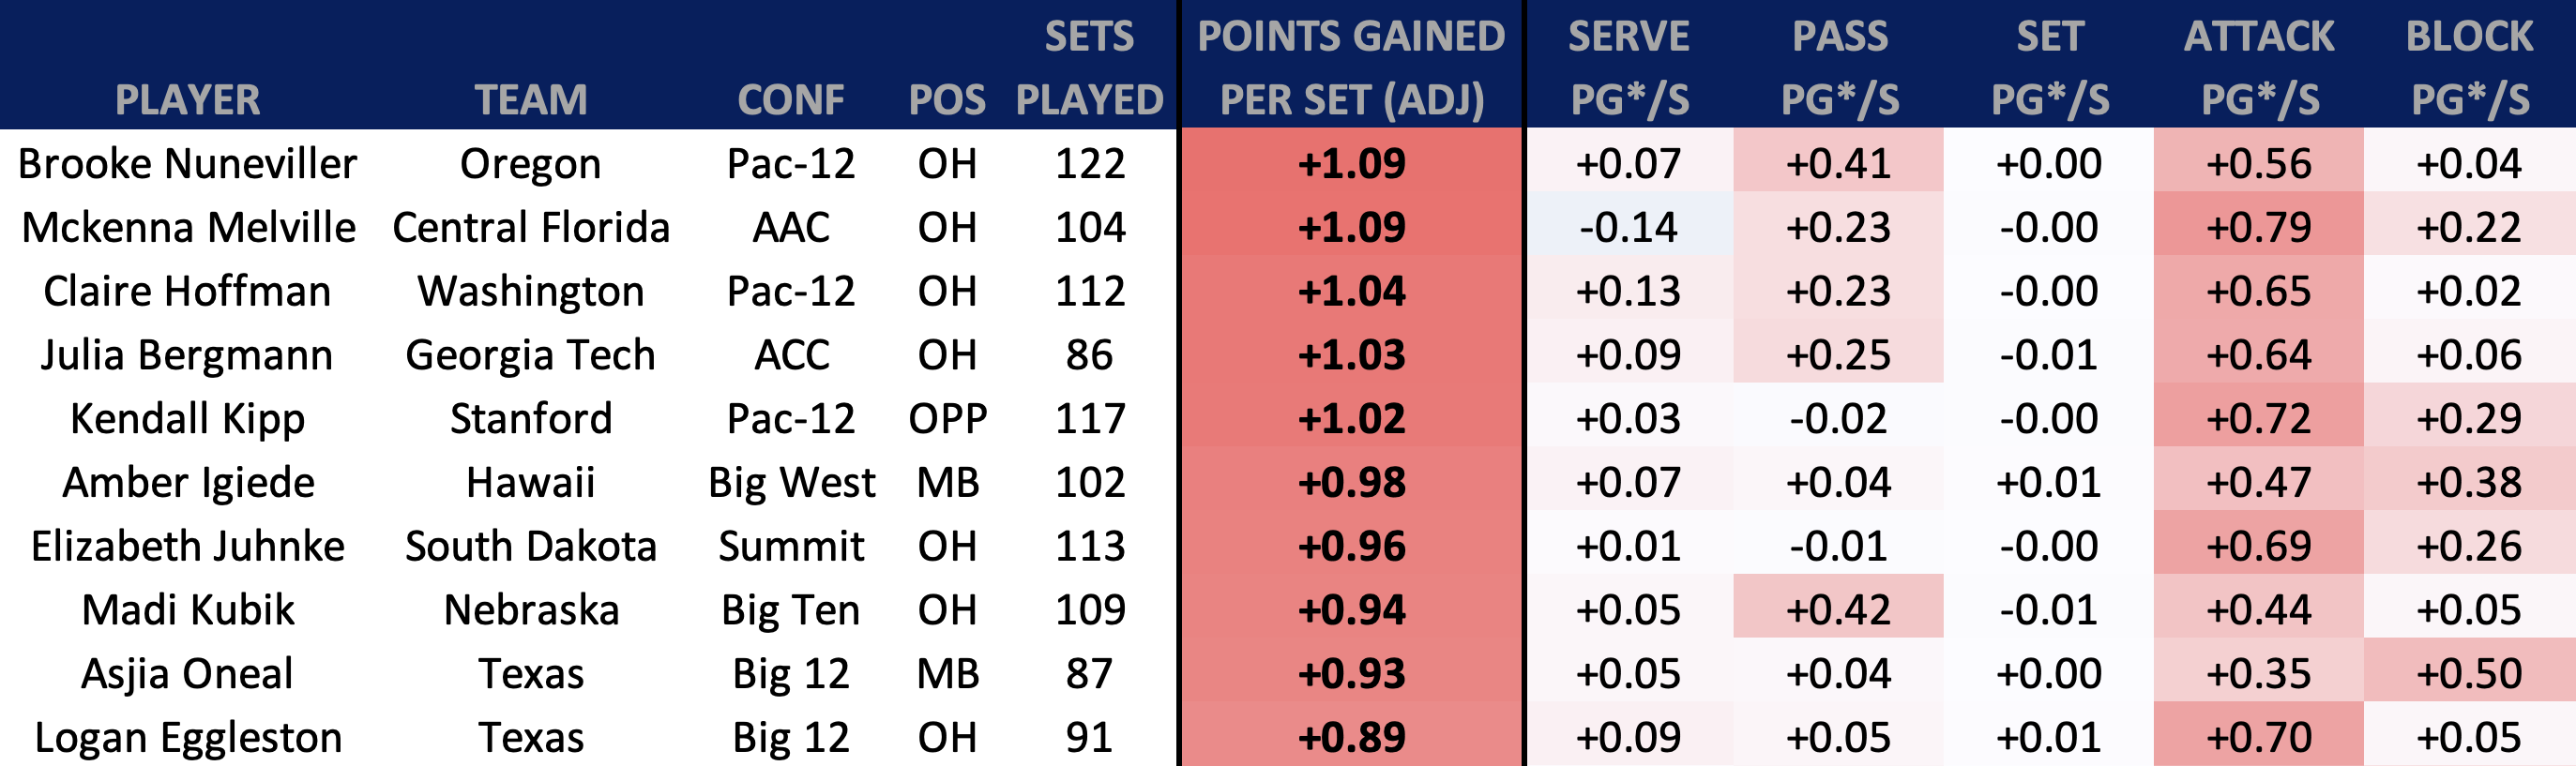 SETS POINTS GAINED SERVE PASS SET ATTACK BLOCK
PLAYER TEAM CONF POS PLAYED PER SET (ADJ) PG*/S PG*/S PG*/S PG*/S PG*/S
Brooke Nuneviller Oregon Pac-12 OH 122 +1.09 +0.07 +0.41 +0.00 +0.56 +0.04
Mckenna Melville Central Florida AAC OH 104 +1.09 -0.14 +0.23 -0.00 +0.79 +0.22
Claire Hoffman Washington Pac-12 OH 112 +1.04 +0.13 +0.23 -0.00 +0.65 +0.02
Julia Bergmann Georgia Tech ACC OH 86 +1.03 +0.09 +0.25 -0.01 +0.64 +0.06
Kendall Kipp Stanford Pac-12 OPP 117 +1.02 +0.03 -0.02 -0.00 +0.72 +0.29
Amber Igiede Hawaii Big West MB 102 +0.98 +0.07 +0.04 +0.01 +0.47 +0.38
Elizabeth Juhnke South Dakota Summit OH 113 +0.96 +0.01 -0.01 -0.00 +0.69 +0.26
Madi Kubik Nebraska Big Ten OH 109 +0.94 +0.05 +0.42 -0.01 +0.44 +0.05
Asjia Oneal Texas Big 12 MB 87 +0.93 +0.05 +0.04 +0.00 +0.35 +0.50
Logan Eggleston Texas Big 12 OH 91 +0.89 +0.09 +0.05 +0.01 +0.70 +0.05